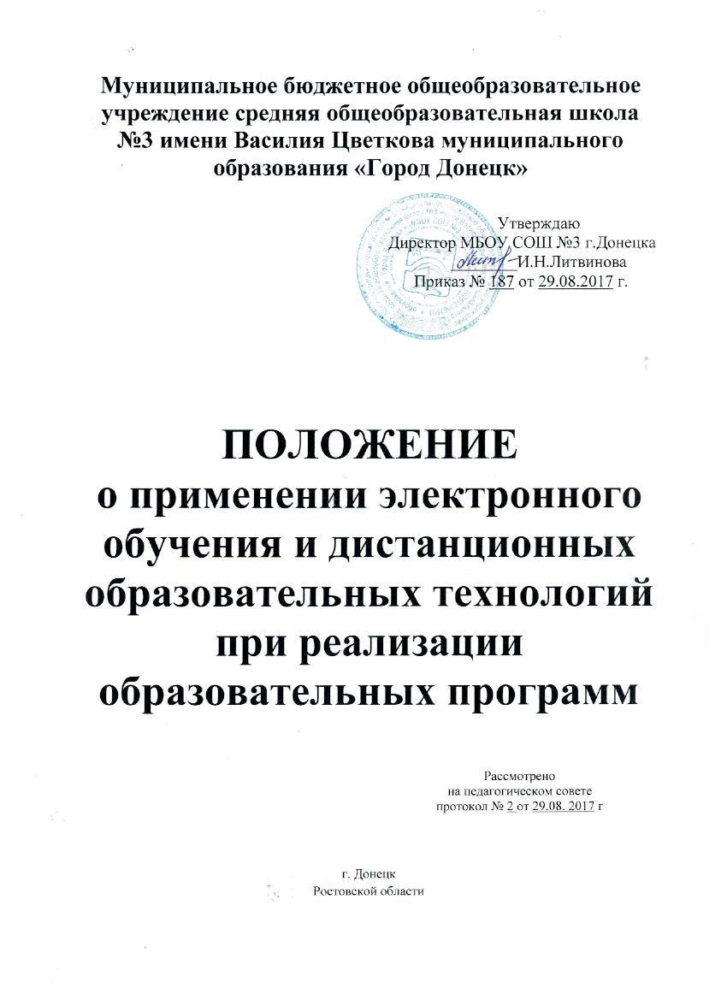 Муниципальное бюджетное общеобразовательное
учреждение средняя общеобразовательная школа
№3 имени Василия Цветкова муниципального
образования «Город Донецк»
Утверждаю
Директор МБОУ СОШ №3 г.Донецка
И.Н.Литвинова
Приказ № 187 от 29.08.2017 г.
ПОЛОЖЕНИЕ
о применении электронного
обучения и дистанционных
образовательных технологий
при реализации
образовательных программ
Рассмотрено
на педагогическом совете
протокол № 2 от 29.08. 2017 г
г. Донецк
Ростовской области